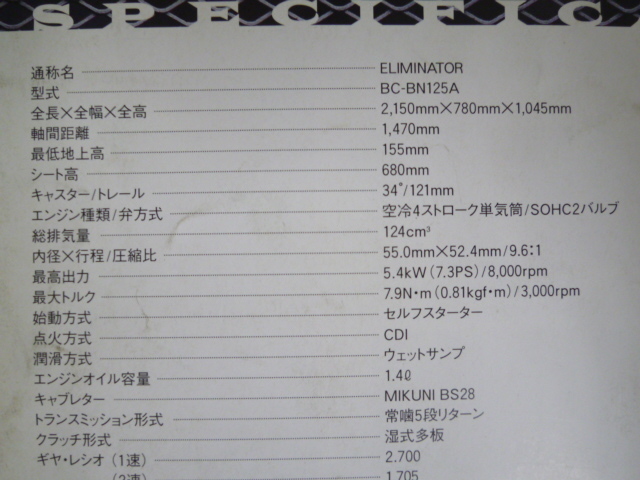 SPECIFIC
通称名 ELIMINATOR
型式 BC-BN125A
全長×全幅×全高 2,150mm×780mm×1,045mm
軸間距離 1,470mm
最低地上高 155mm
シート高 680mm
キャスター/トレール 34°/121mm
エンジン種類/弁方式 空冷4ストローク単気筒/SOHC2バルブ
総排気量 124cm³
内径×行程/圧縮比 55.0mm×52.4mm/9.6:1
最高出力 5.4kW(7.3PS)/8,000rpm
最大トルク 7.9N・m(0.81kgf・m)/3,000rpm
始動方式 セルフスターター
点火方式 CDI
潤滑方式 ウェットサンプ
エンジンオイル容量 1.4ℓ
キャブレター MIKUNI BS28
トランスミッション形式 常噛5段リターン
クラッチ形式 湿式多板
ギヤ・レシオ(1速) 2.700
(2速) 1.705